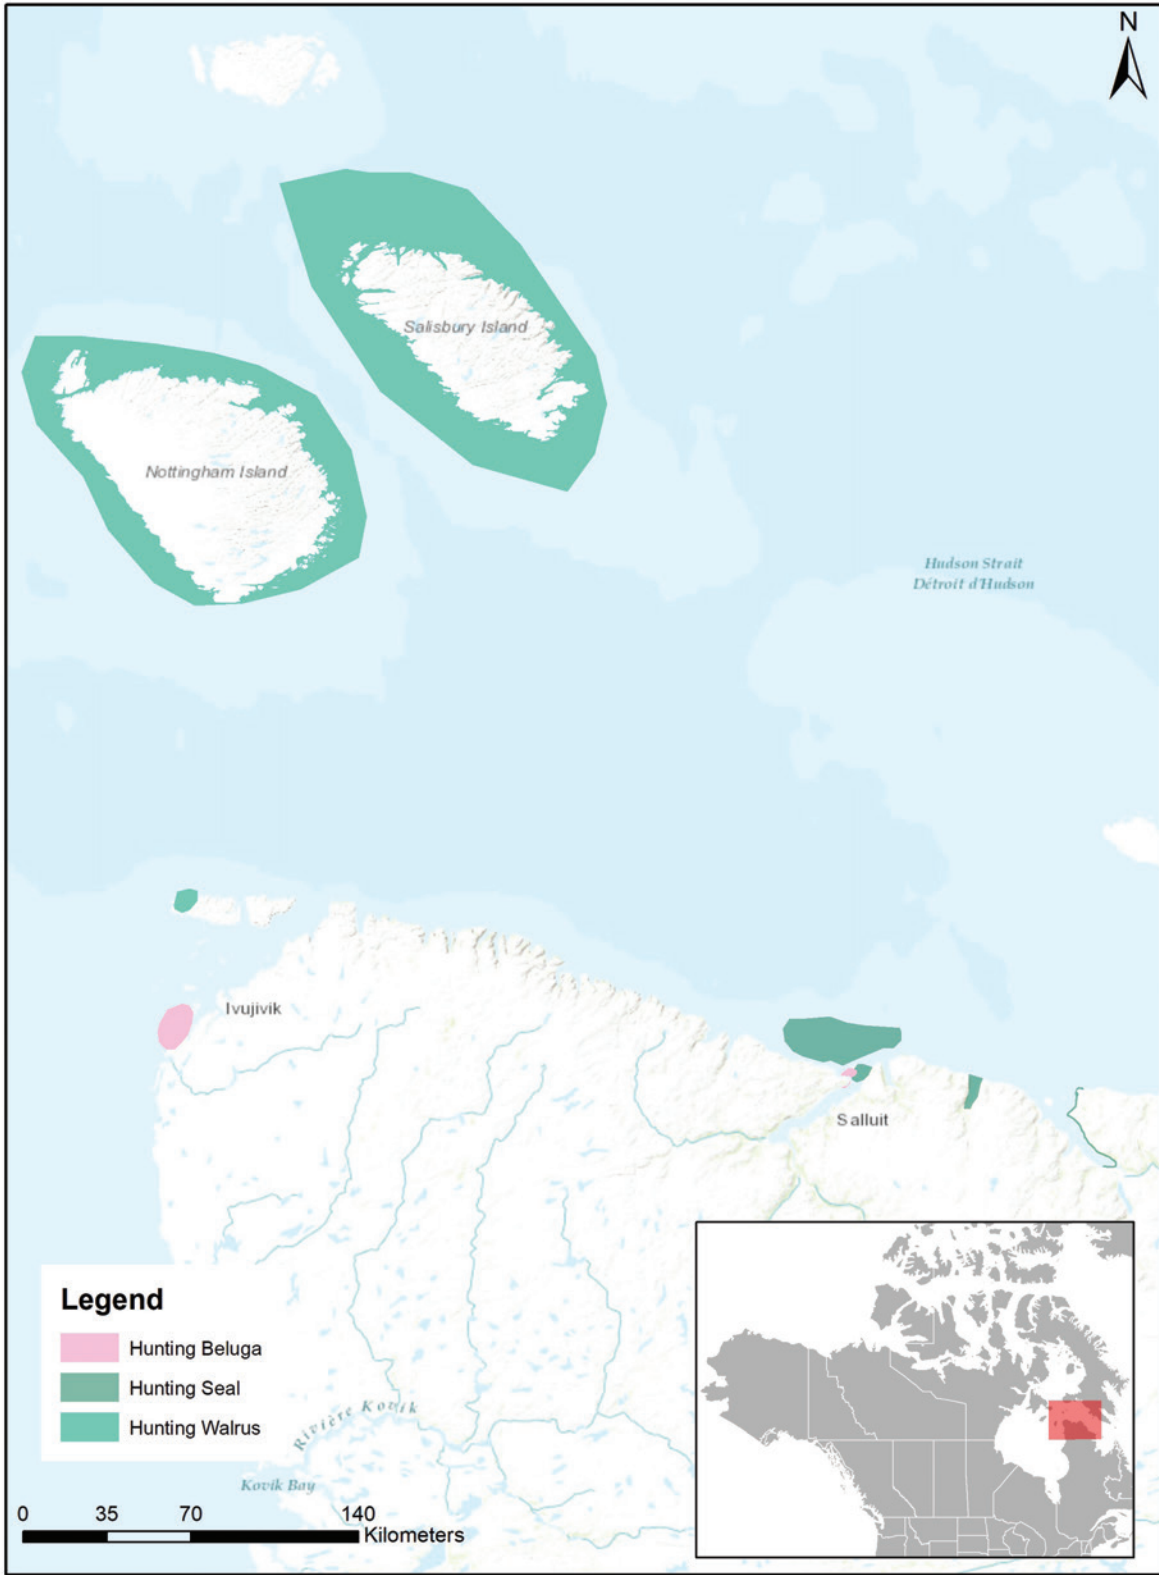 N
Salisbury Island
Nottingham Island
Hudson Strait
Détroit d'Hudson
Ivujivik
Salluit
Legend
Hunting Beluga
Hunting Seal
Hunting Walrus
Rivière Kovik
Kovik Bay
0 35 70 140
Kilometers